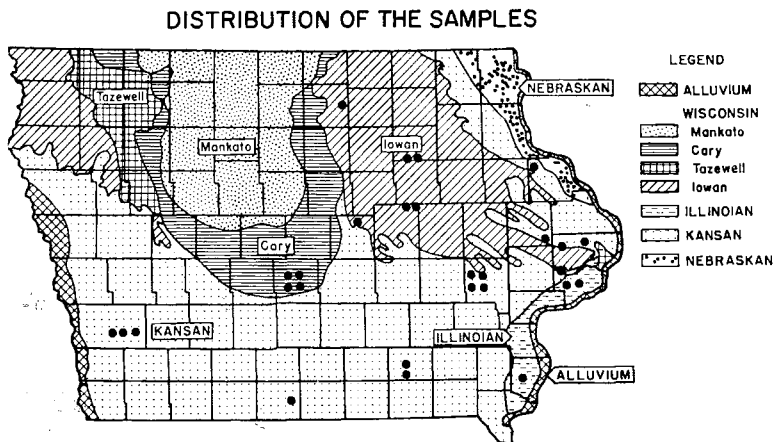 DISTRIBUTION OF THE SAMPLES
LEGEND
ALLUVIUM
WISCONSIN
Mankato
Cary
Tazewell
Iowan
ILLINOIAN
KANSAN
NEBRASKAN
NEBRASKAN
Tazewell
Mankato
Iowan
Cary
KANSAN
ILLINOIAN
ALLUVIUM